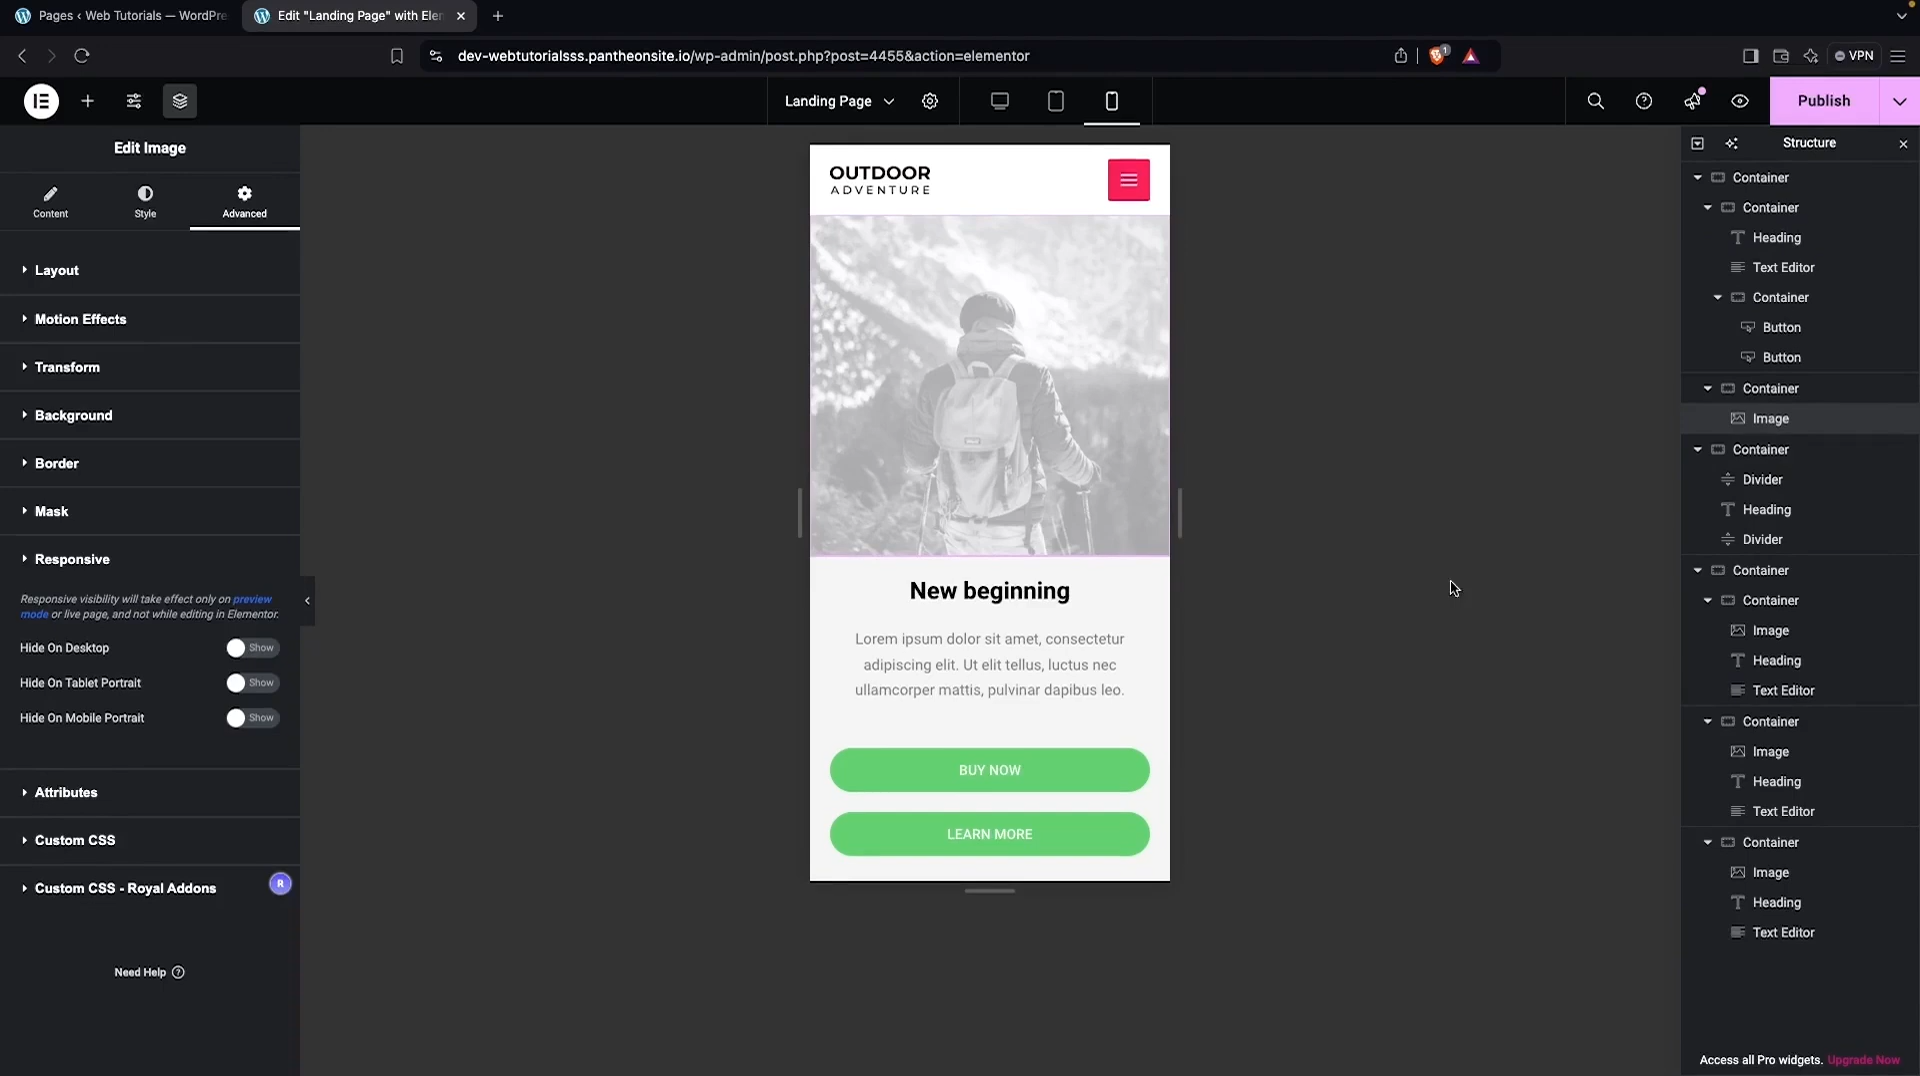 Pages ‹ Web Tutorials — WordPre
Edit "Landing Page" with Ele
dev-webtutorialsss.pantheonsite.io/wp-admin/post.php?post=4455&action=elementor
1
VPN
Landing Page
Publish
Edit Image
Content
Style
Advanced
Layout
Motion Effects
Transform
Background
Border
Mask
Responsive
Responsive visibility will take effect only on preview
mode or live page, and not while editing in Elementor.
Hide On Desktop
Show
Hide On Tablet Portrait
Show
Hide On Mobile Portrait
Show
Attributes
Custom CSS
Custom CSS - Royal Addons
R
Need Help
OUTDOOR
ADVENTURE
New beginning
Lorem ipsum dolor sit amet, consectetur
adipiscing elit. Ut elit tellus, luctus nec
ullamcorper mattis, pulvinar dapibus leo.
BUY NOW
LEARN MORE
Structure
Container
Container
Heading
Text Editor
Container
Button
Button
Container
Image
Container
Divider
Heading
Divider
Container
Container
Image
Heading
Text Editor
Container
Image
Heading
Text Editor
Container
Image
Heading
Text Editor
Access all Pro widgets. Upgrade Now